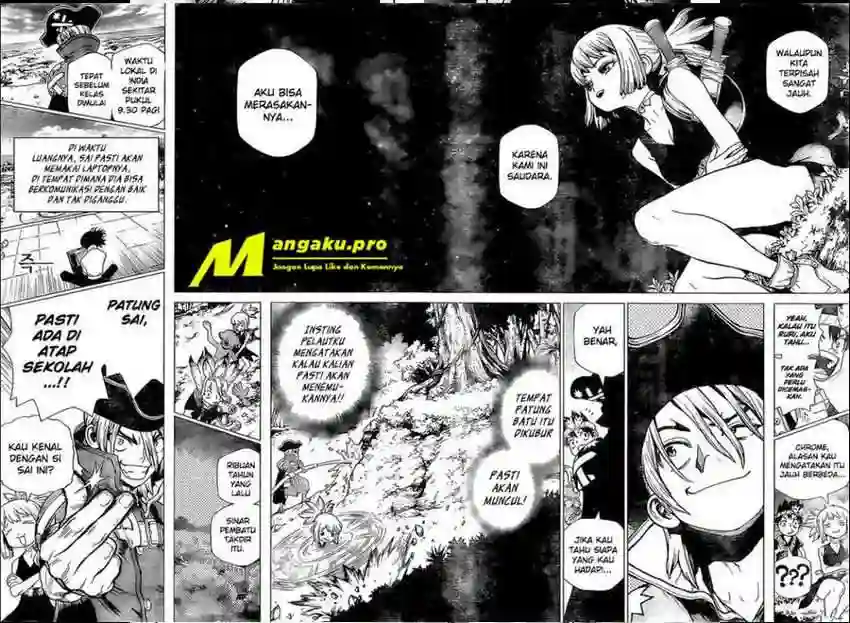 WALAUPUN
KITA
TERPISAH
SANGAT
JAUH.
KARENA
KAMI INI
SAUDARA.
AKU BISA
MERASAKAN-
NYA...
Mangaku.pro
Jangan Lupa Like dan Komennya
YEAH,
KALAU ITU
RURI, AKU
TAHU...
TAK ADA
YANG
PERLU
DICEMAS-
KAN.
CHROME,
ALASAN KAU
MENGATAKAN ITU
JAUH BERBEDA...
???
YAH
BENAR,
JIKA KAU
TAHU SIAPA
YANG KAU
HADAPI...
INSTING
PELAUTKU
MENGATAKAN
KALAU KALIAN
PASTI AKAN
MENEMU-
KANNYA!!
TEMPAT
PATUNG
BATU ITU
DIKUBUR
PASTI
AKAN
MUNCUL!
RIBUAN
TAHUN
YANG
LALU
SINAR
PEMBATU
TAKDIR
ITU.
WAKTU
LOKAL DI
INDIA
SEKITAR
PUKUL
9.30 PAGI
TEPAT
SEBELUM
KELAS
DIMULAI
DI WAKTU
LUANGNYA, SAI PASTI AKAN
MEMAKAI LAPTOPNYA,
DI TEMPAT DIMANA DIA BISA
BERKOMUNIKASI DENGAN BAIK
DAN TAK DIGANGGU.
PATUNG
SAI,
PASTI
ADA DI
ATAP
SEKOLAH
...!!
KAU KENAL
DENGAN SI
SAI INI?